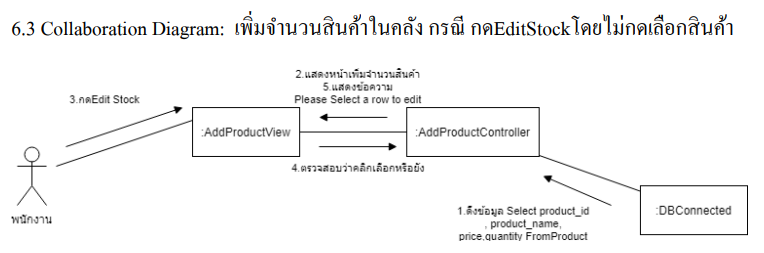 6.3 Collaboration Diagram: เพิ่มจำนวนสินค้าในคลัง กรณี กดEditStockโดยไม่กดเลือกสินค้า
2.แสดงหน้าเพิ่มจำนวนสินค้า
5.แสดงข้อความ
Please Select a row to edit
3.กดEdit Stock
:AddProductView
:AddProductController
4.ตรวจสอบว่าคลิกเลือกหรือยัง
พนักงาน
1.ดึงข้อมูล Select product_id
, product_name,
price,quantity FromProduct
:DBConnected